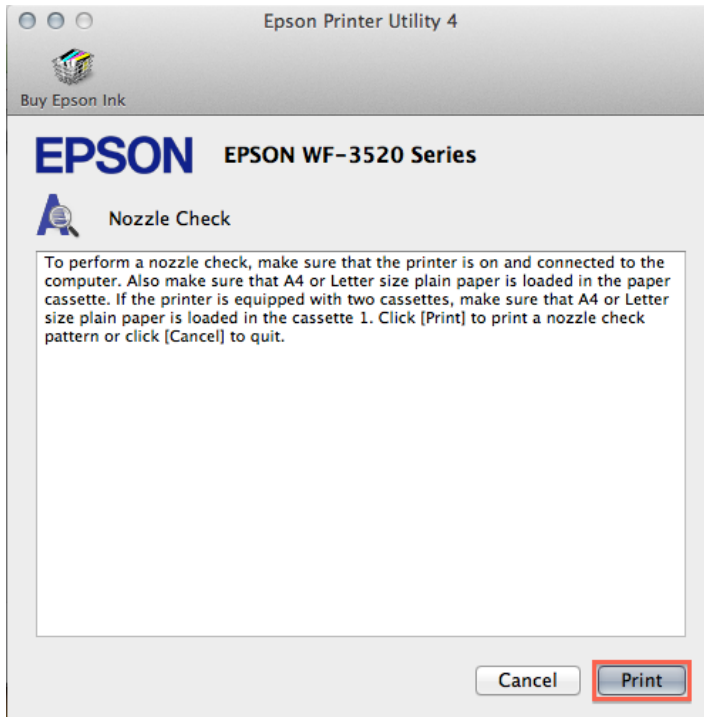 Epson Printer Utility 4
Buy Epson Ink
EPSON EPSON WF-3520 Series
Nozzle Check
To perform a nozzle check, make sure that the printer is on and connected to the
computer. Also make sure that A4 or Letter size plain paper is loaded in the paper
cassette. If the printer is equipped with two cassettes, make sure that A4 or Letter
size plain paper is loaded in the cassette 1. Click [Print] to print a nozzle check
pattern or click [Cancel] to quit.
Cancel Print